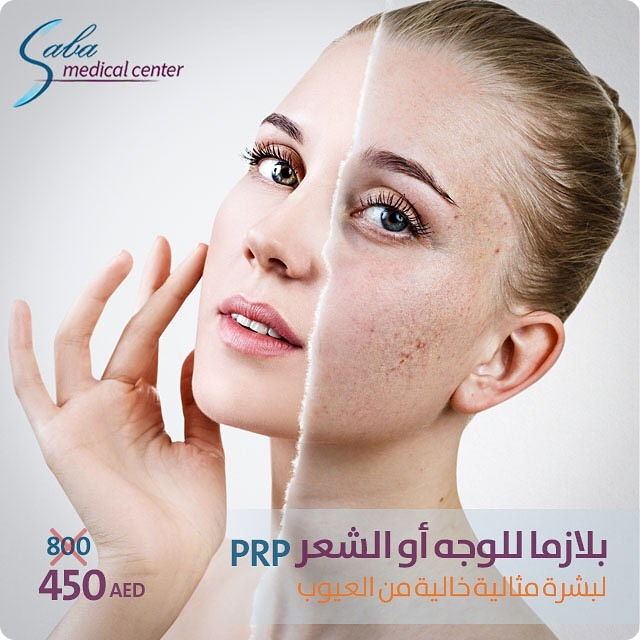 Saba
medical center
بلازما للوجه أو الشعر PRP
لبشرة مثالية خالية من العيوب
800
450 AED